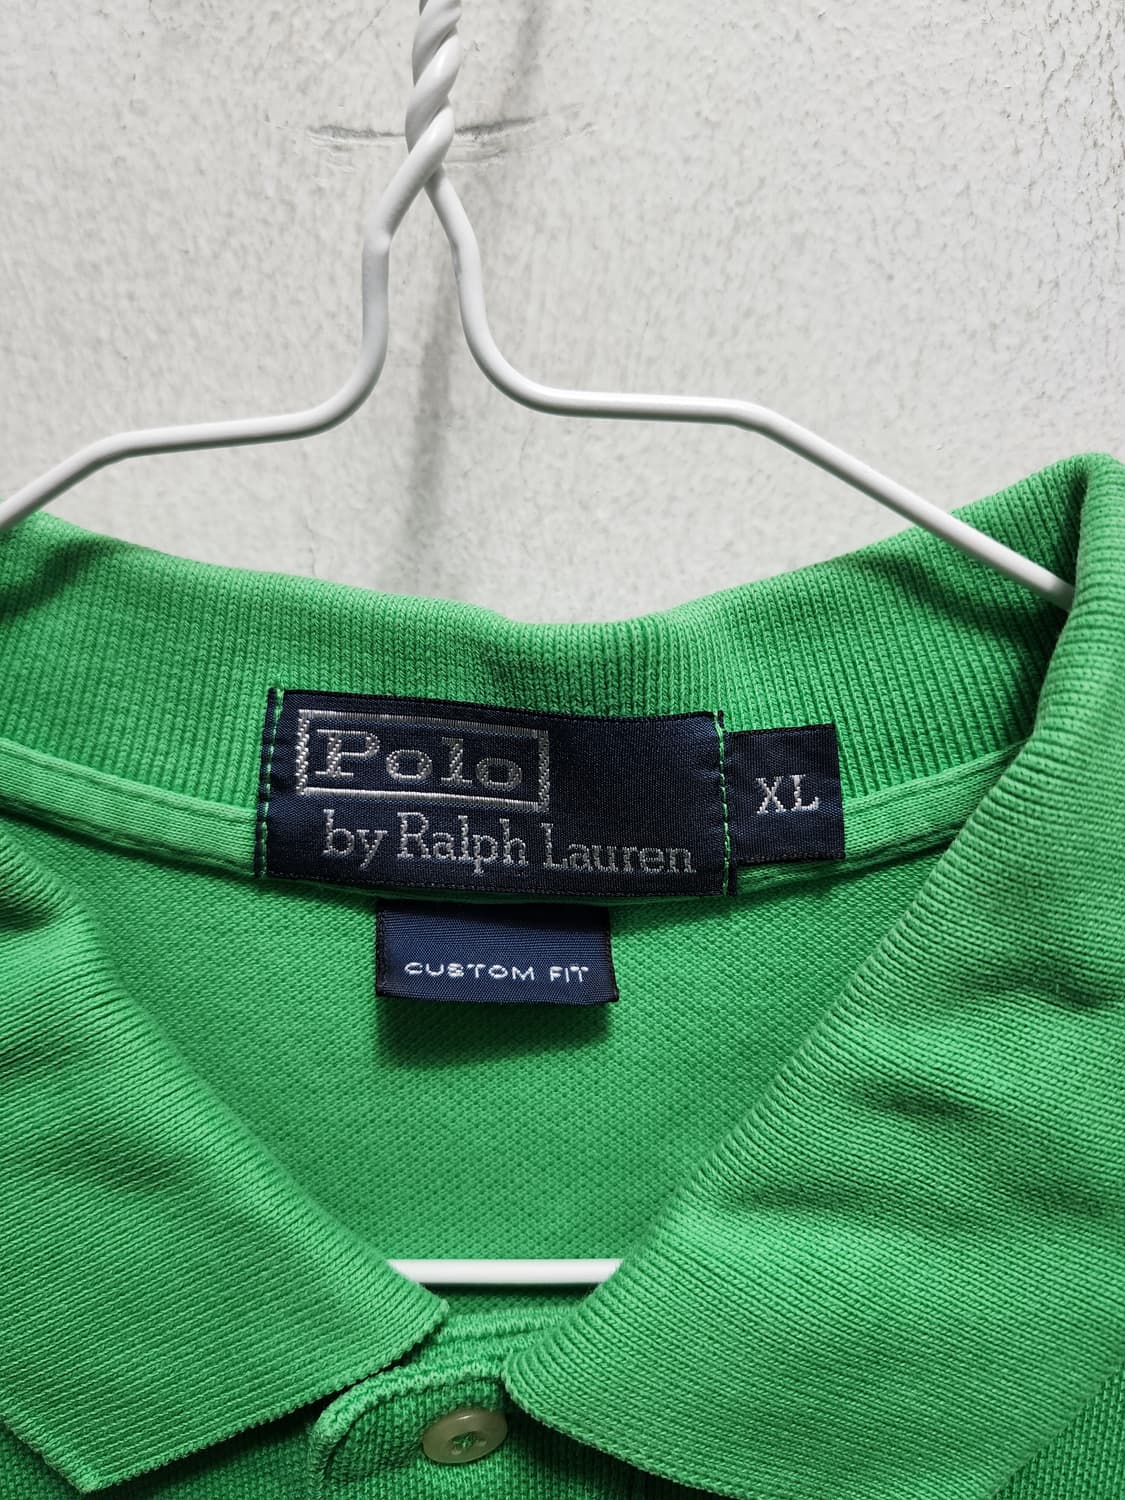 Polo
by Ralph Lauren
XL
CUSTOM FIT